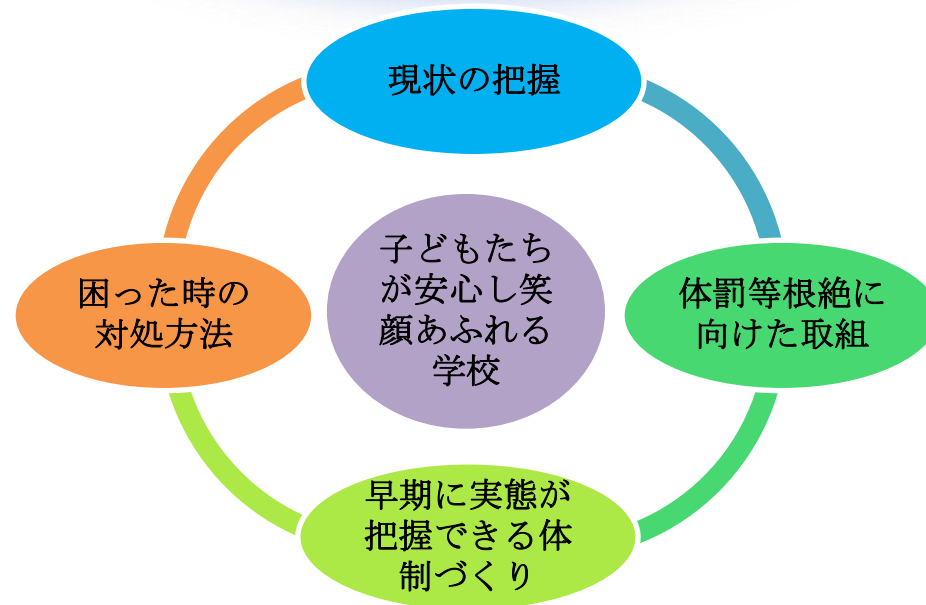 現状の把握
子どもたち
が安心し笑
顔あふれる
学校
困った時の
対処方法
体罰等根絶に
向けた取組
早期に実態が
把握できる体
制づくり